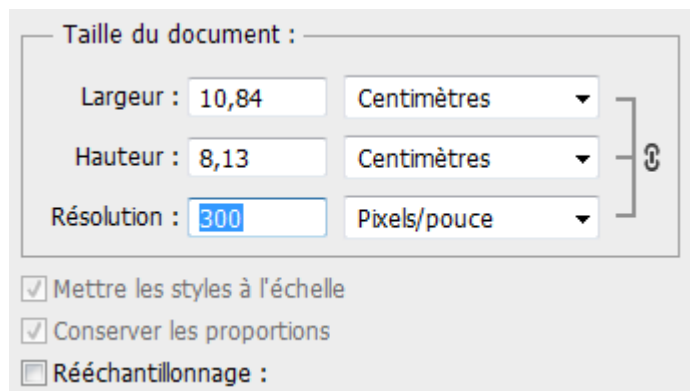 Taille du document :
Largeur : 10,84 Centimètres
Hauteur : 8,13 Centimètres
Résolution : 300 Pixels/pouce
Mettre les styles à l'échelle
Conserver les proportions
Rééchantillonnage :